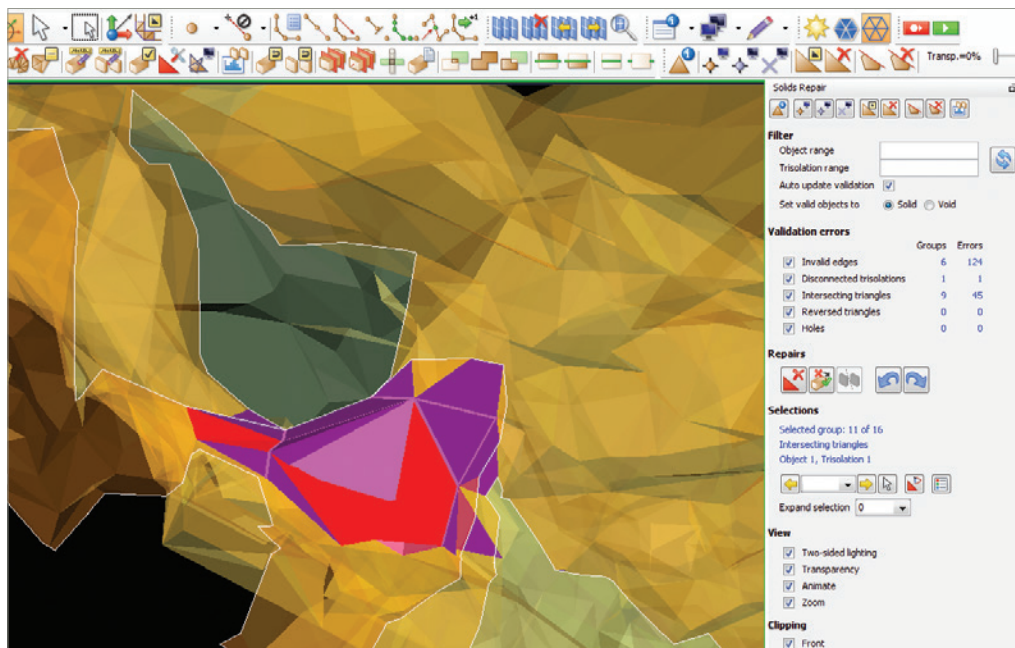 Transp.=0%
Solids Repair
Filter
Object range
Trisolation range
Auto update validation
Set valid objects to Solid Void
Validation errors
Groups Errors
Invalid edges 6 124
Disconnected trisolations 1 1
Intersecting triangles 9 45
Reversed triangles 0 0
Holes 0 0
Repairs
Selections
Selected group: 11 of 16
Intersecting triangles
Object 1, Trisolation 1
Expand selection 0
View
Two-sided lighting
Transparency
Animate
Zoom
Clipping
Front